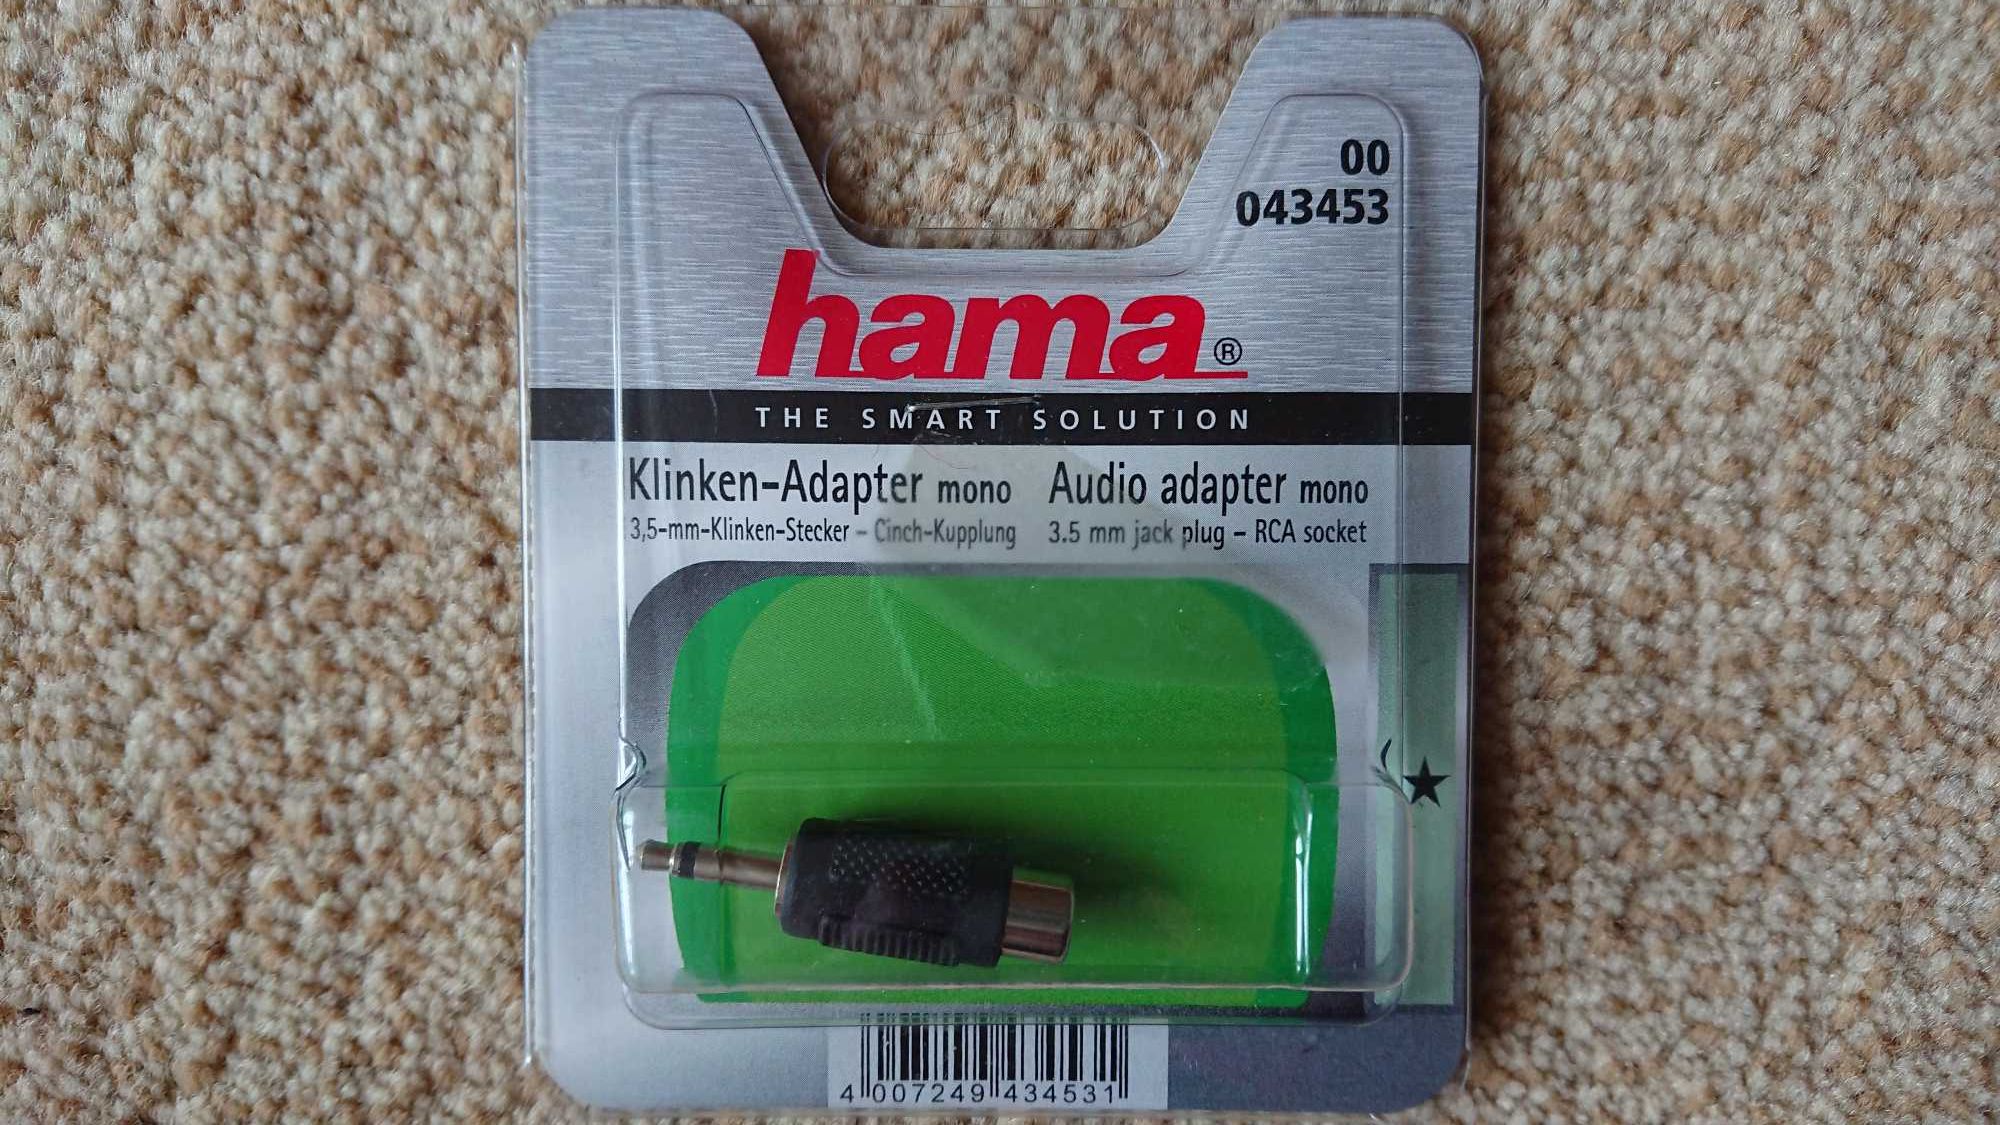 00
043453
hama®
THE SMART SOLUTION
Klinken-Adapter mono
3,5-mm-Klinken-Stecker – Cinch-Kupplung
Audio adapter mono
3.5 mm jack plug – RCA socket
4 007249 434531